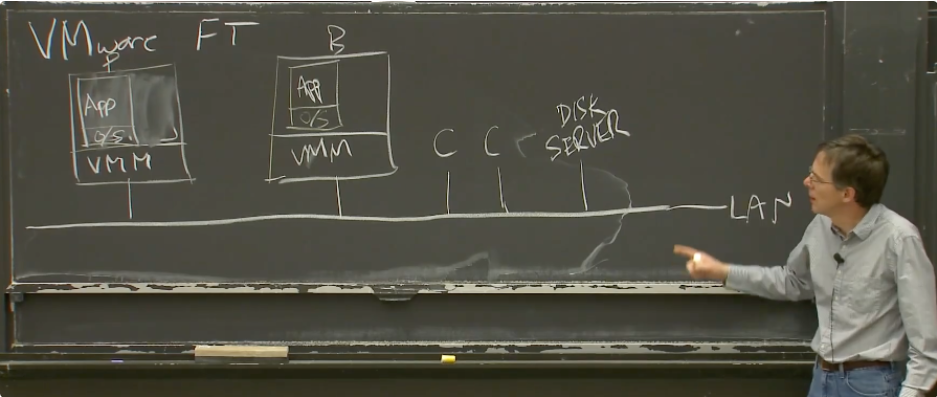 VMware FT
P
App
O/S
VMM
B
App
O/S
VMM
C C
DISK
SERVER
LAN